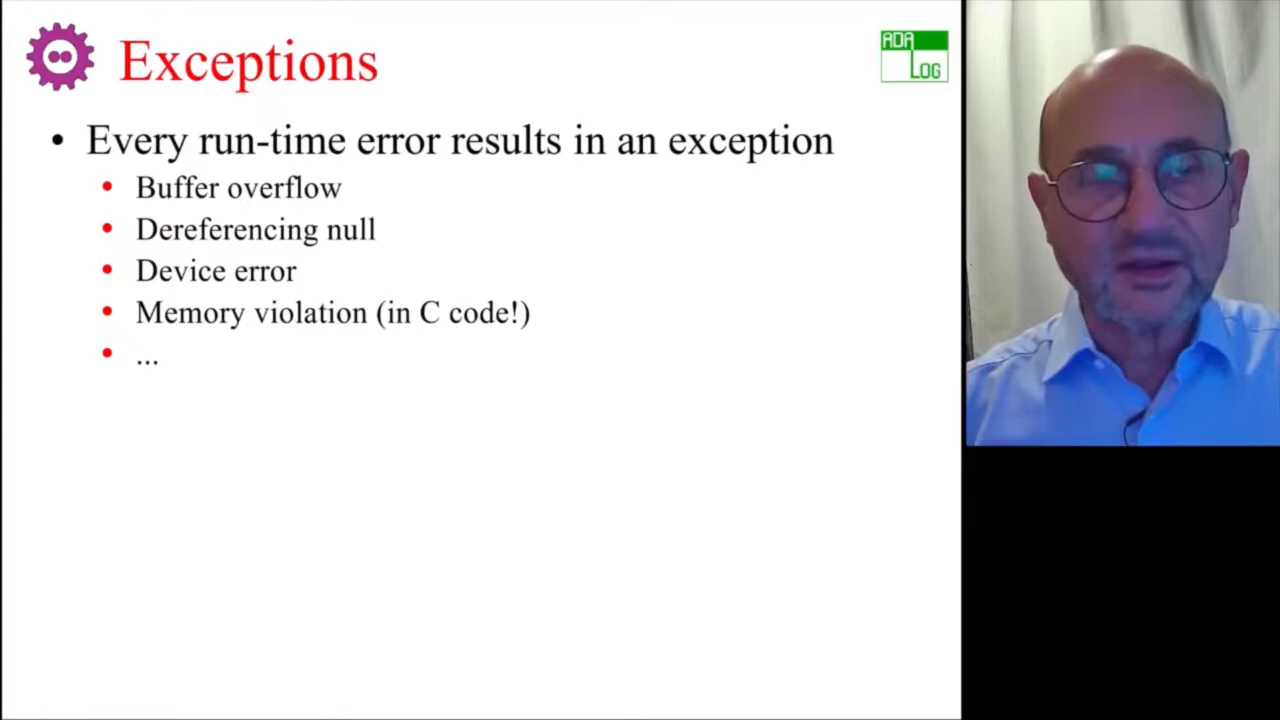 Exceptions
ADA
LOG
• Every run-time error results in an exception
• Buffer overflow
• Dereferencing null
• Device error
• Memory violation (in C code!)
• ...